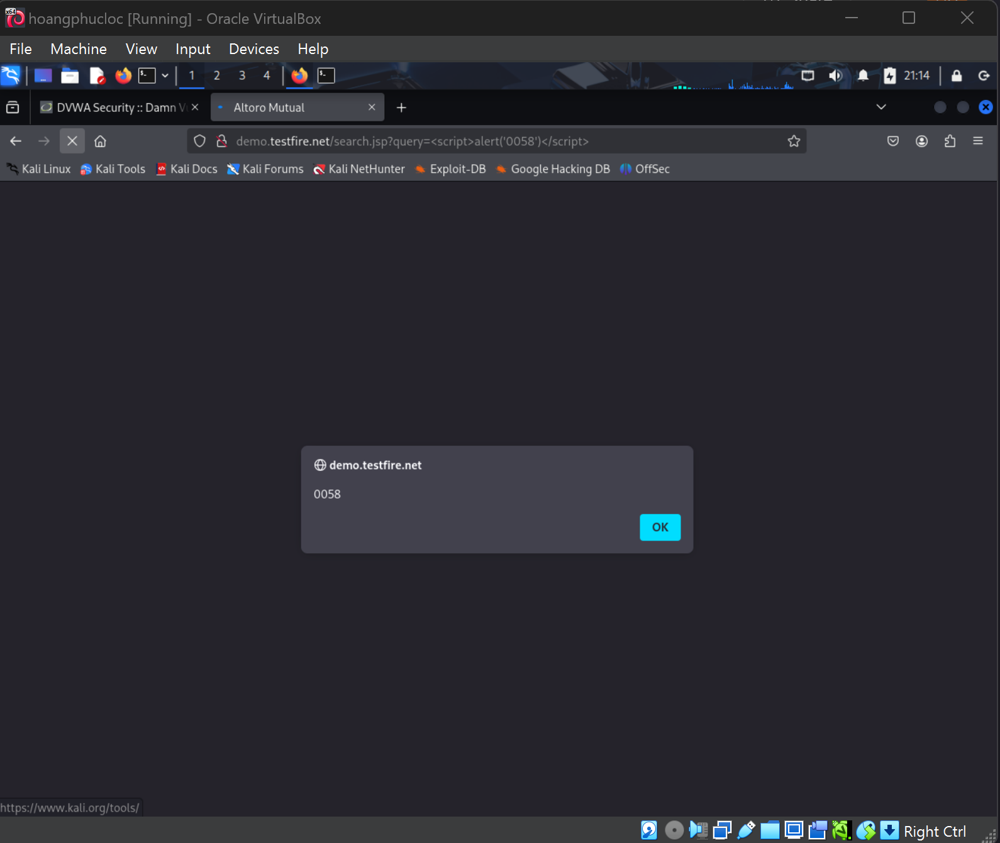 hoangphucloc [Running] - Oracle VirtualBox
File Machine View Input Devices Help
1 2 3 4 21:14
DVWA Security :: Damn Vu Altoro Mutual
demo.testfire.net/search.jsp?query=<script>alert('0058')</script>
Kali Linux Kali Tools Kali Docs Kali Forums Kali NetHunter Exploit-DB Google Hacking DB OffSec
demo.testfire.net
0058
OK
https://www.kali.org/tools/
Right Ctrl